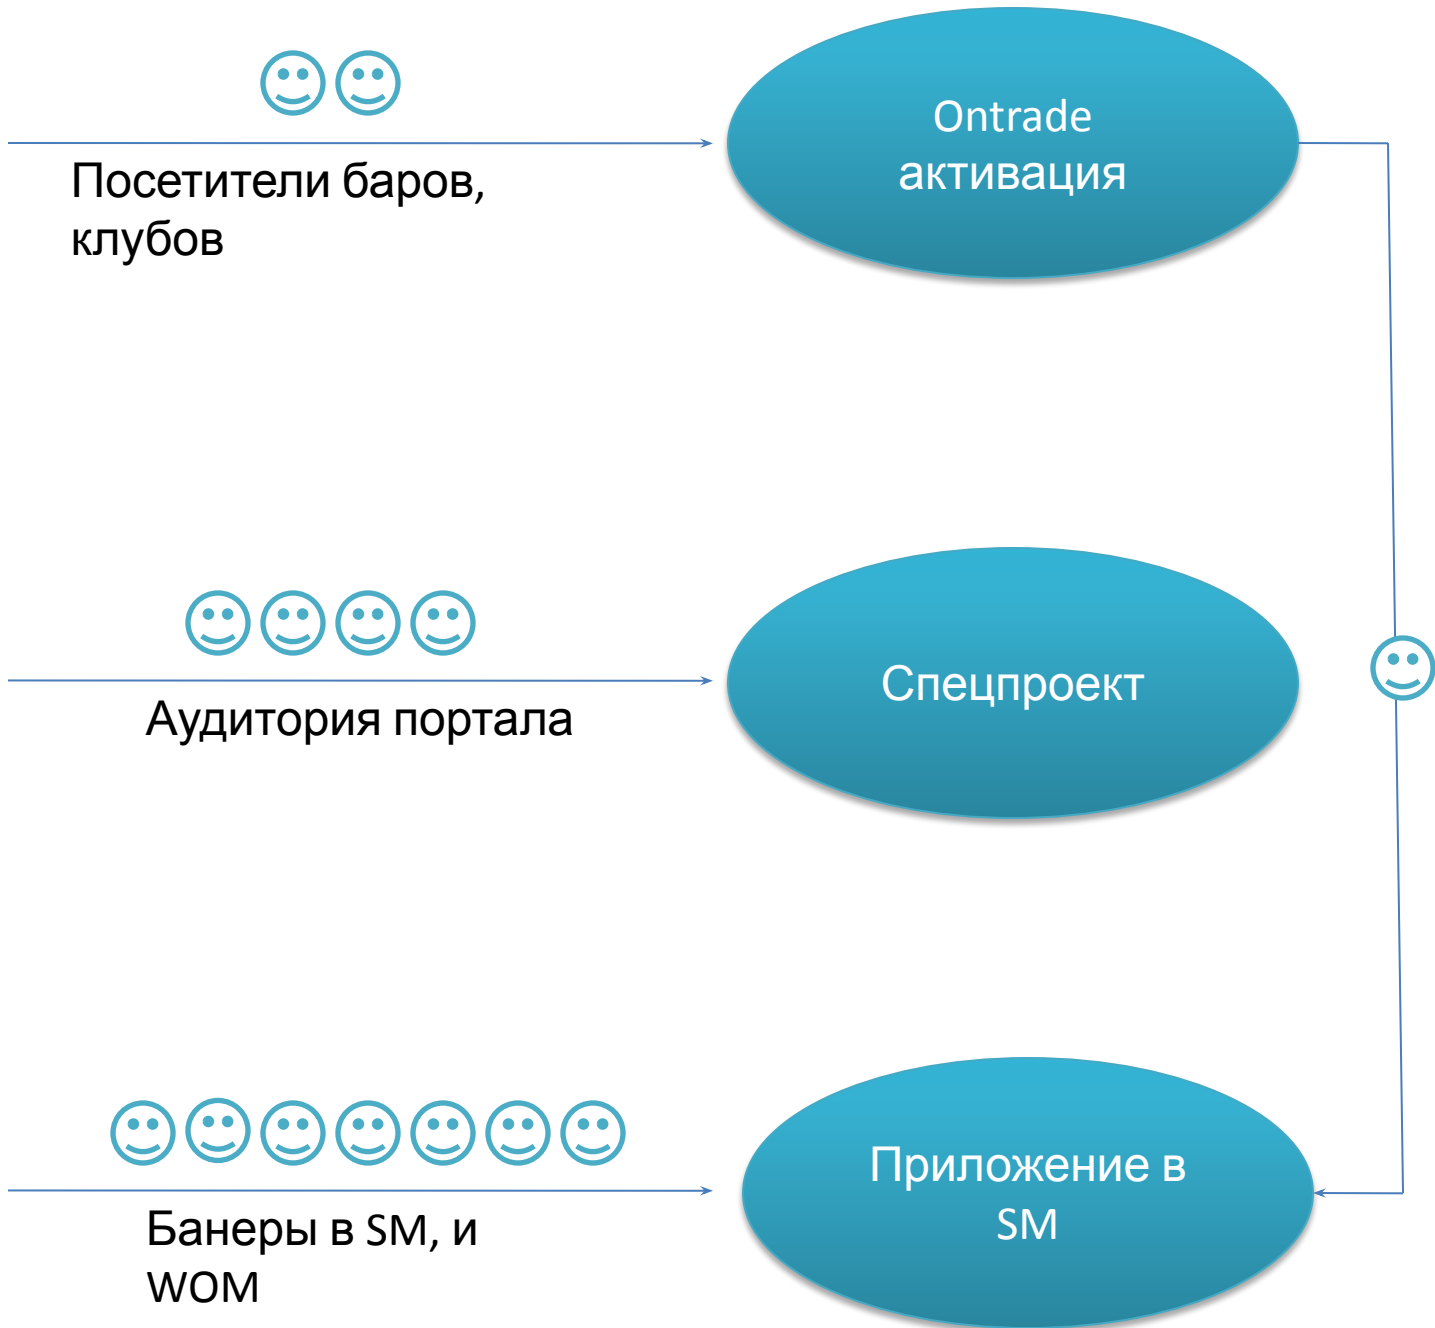 Ontrade
активация
Посетители баров,
клубов
Спецпроект
Аудитория портала
Приложение в
SM
Банеры в SM, и
WOM